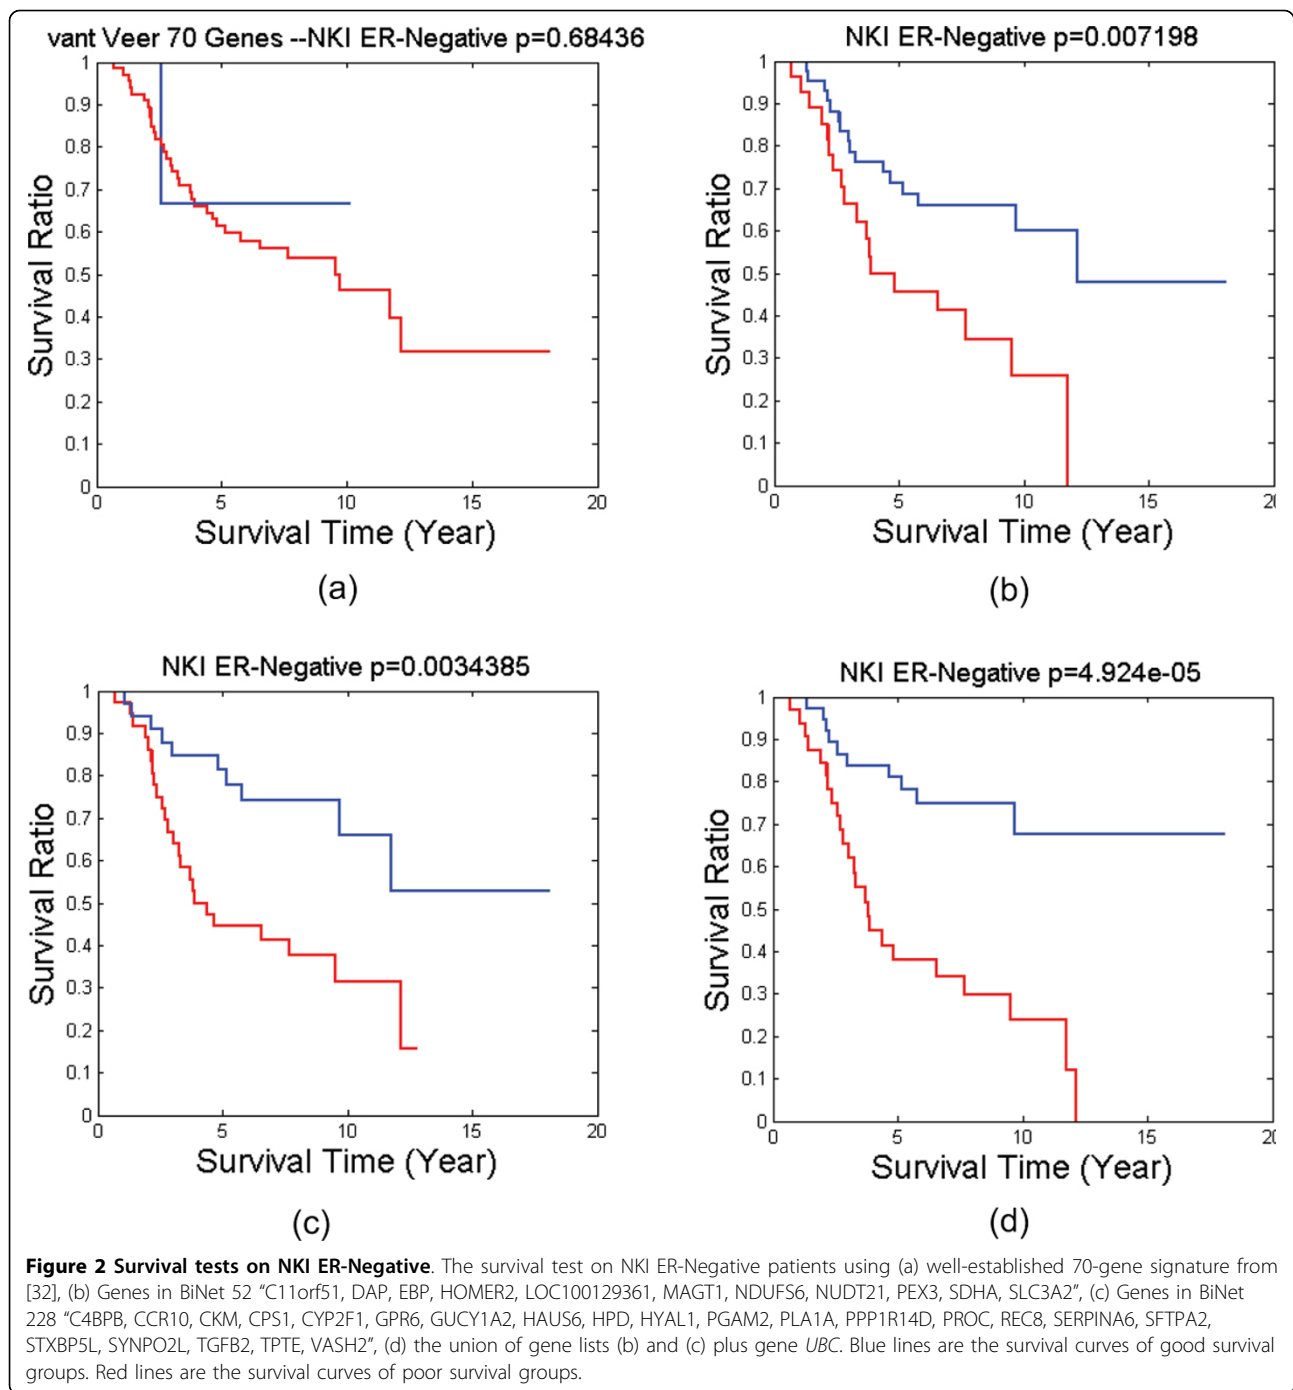 vant Veer 70 Genes --NKI ER-Negative p=0.68436
1
0.9
0.8
0.7
0.6
0.5
0.4
0.3
0.2
0.1
0
Survival Ratio
0 5 10 15 20
Survival Time (Year)
(a)
NKI ER-Negative p=0.007198
1
0.9
0.8
0.7
0.6
0.5
0.4
0.3
0.2
0.1
0
Survival Ratio
0 5 10 15 20
Survival Time (Year)
(b)
NKI ER-Negative p=0.0034385
1
0.9
0.8
0.7
0.6
0.5
0.4
0.3
0.2
0.1
0
Survival Ratio
0 5 10 15 20
Survival Time (Year)
(c)
NKI ER-Negative p=4.924e-05
1
0.9
0.8
0.7
0.6
0.5
0.4
0.3
0.2
0.1
0
Survival Ratio
0 5 10 15 20
Survival Time (Year)
(d)
Figure 2 Survival tests on NKI ER-Negative. The survival test on NKI ER-Negative patients using (a) well-established 70-gene signature from
[32], (b) Genes in BiNet 52 “C11orf51, DAP, EBP, HOMER2, LOC100129361, MAGT1, NDUFS6, NUDT21, PEX3, SDHA, SLC3A2”, (c) Genes in BiNet
228 “C4BPB, CCR10, CKM, CPS1, CYP2F1, GPR6, GUCY1A2, HAUS6, HPD, HYAL1, PGAM2, PLA1A, PPP1R14D, PROC, REC8, SERPINA6, SFTPA2,
STXBP5L, SYNPO2L, TGFB2, TPTE, VASH2”, (d) the union of gene lists (b) and (c) plus gene UBC. Blue lines are the survival curves of good survival
groups. Red lines are the survival curves of poor survival groups.